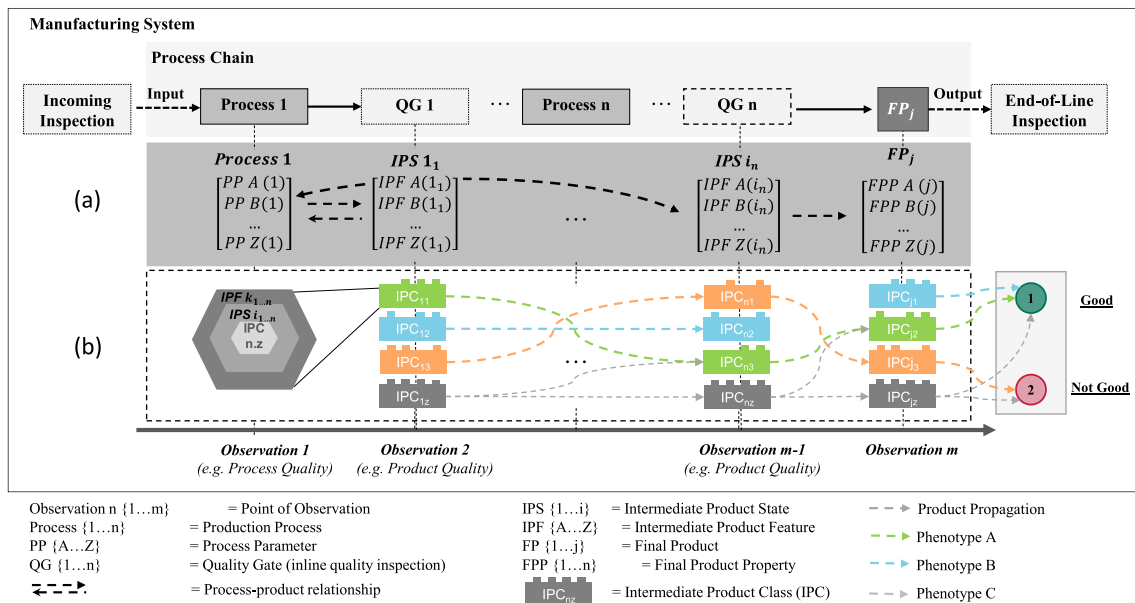 Manufacturing System
Process Chain
Incoming Inspection
Input
Process 1
QG 1
...
Process n
...
QG n
FP_j
Output
End-of-Line Inspection
(a)
Process 1
PP A (1)
PP B(1)
...
PP Z(1)
IPS 1_1
IPF A(1_1)
IPF B(1_1)
...
IPF Z(1_1)
...
IPS i_n
IPF A(i_n)
IPF B(i_n)
...
IPF Z(i_n)
FP_j
FPP A (j)
FPP B(j)
...
FPP Z(j)
(b)
IPF k_1...n
IPS i_1...n
IPC
n.z
IPC_11
IPC_12
IPC_13
IPC_1z
...
IPC_n1
IPC_n2
IPC_n3
IPC_nz
IPC_j1
IPC_j2
IPC_j3
IPC_jz
1
Good
2
Not Good
Observation 1
(e.g. Process Quality)
Observation 2
(e.g. Product Quality)
Observation m-1
(e.g. Product Quality)
Observation m
Observation n {1…m} = Point of Observation
Process {1…n} = Production Process
PP {A…Z} = Process Parameter
QG {1…n} = Quality Gate (inline quality inspection)
= Process-product relationship
IPS {1…i} = Intermediate Product State
IPF {A…Z} = Intermediate Product Feature
FP {1…j} = Final Product
FPP {1…n} = Final Product Property
IPC_nz = Intermediate Product Class (IPC)
Product Propagation
Phenotype A
Phenotype B
Phenotype C